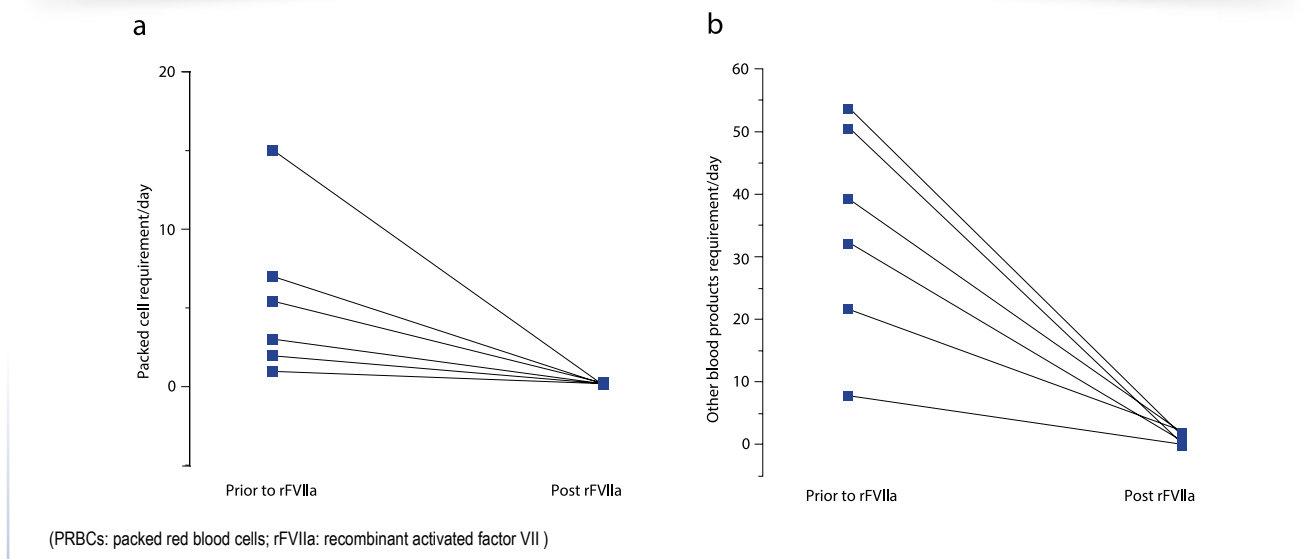 a
20
10
0
Packed cell requirement/day
Prior to rFVIIa
Post rFVIIa
b
60
50
40
30
20
10
0
Other blood products requirement/day
Prior to rFVIIa
Post rFVIIa
(PRBCs: packed red blood cells; rFVIIa: recombinant activated factor VII )